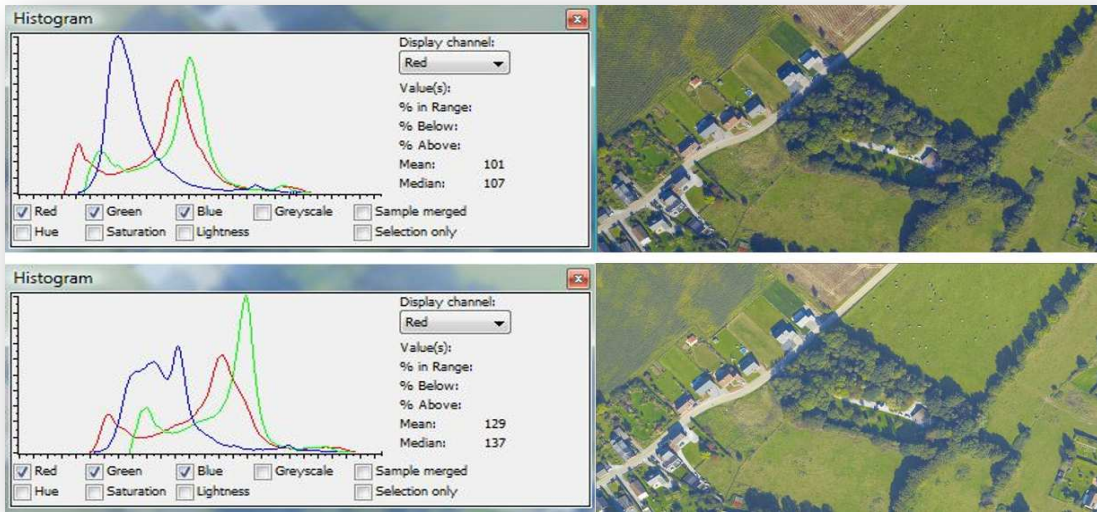 Histogram
Display channel:
Red
Value(s):
% in Range:
% Below:
% Above:
Mean: 101
Median: 107
Red Green Blue Greyscale Sample merged
Hue Saturation Lightness Selection only
Histogram
Display channel:
Red
Value(s):
% in Range:
% Below:
% Above:
Mean: 129
Median: 137
Red Green Blue Greyscale Sample merged
Hue Saturation Lightness Selection only